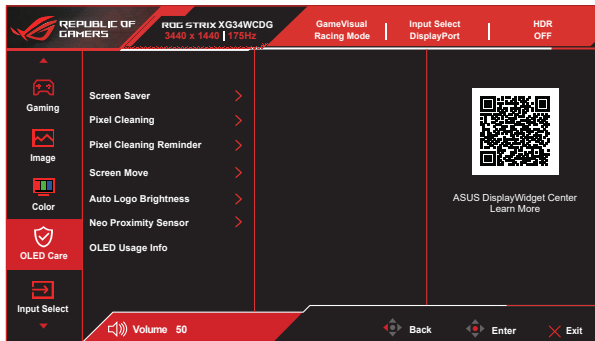 REPUBLIC OF
GAMERS
ROG STRIX XG34WCDG
3440 x 1440 175Hz
GameVisual
Racing Mode
Input Select
DisplayPort
HDR
OFF
Gaming
Image
Color
OLED Care
Input Select
Screen Saver
Pixel Cleaning
Pixel Cleaning Reminder
Screen Move
Auto Logo Brightness
Neo Proximity Sensor
OLED Usage Info
ASUS DisplayWidget Center
Learn More
Volume 50
Back
Enter
Exit